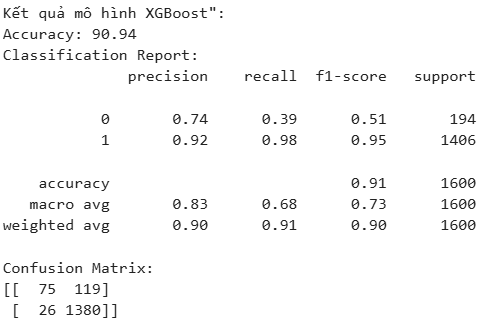 Kết quả mô hình XGBoost":
Accuracy: 90.94
Classification Report:
              precision    recall  f1-score   support

           0       0.74      0.39      0.51       194
           1       0.92      0.98      0.95      1406

    accuracy                           0.91      1600
   macro avg       0.83      0.68      0.73      1600
weighted avg       0.90      0.91      0.90      1600

Confusion Matrix:
[[  75  119]
 [  26 1380]]